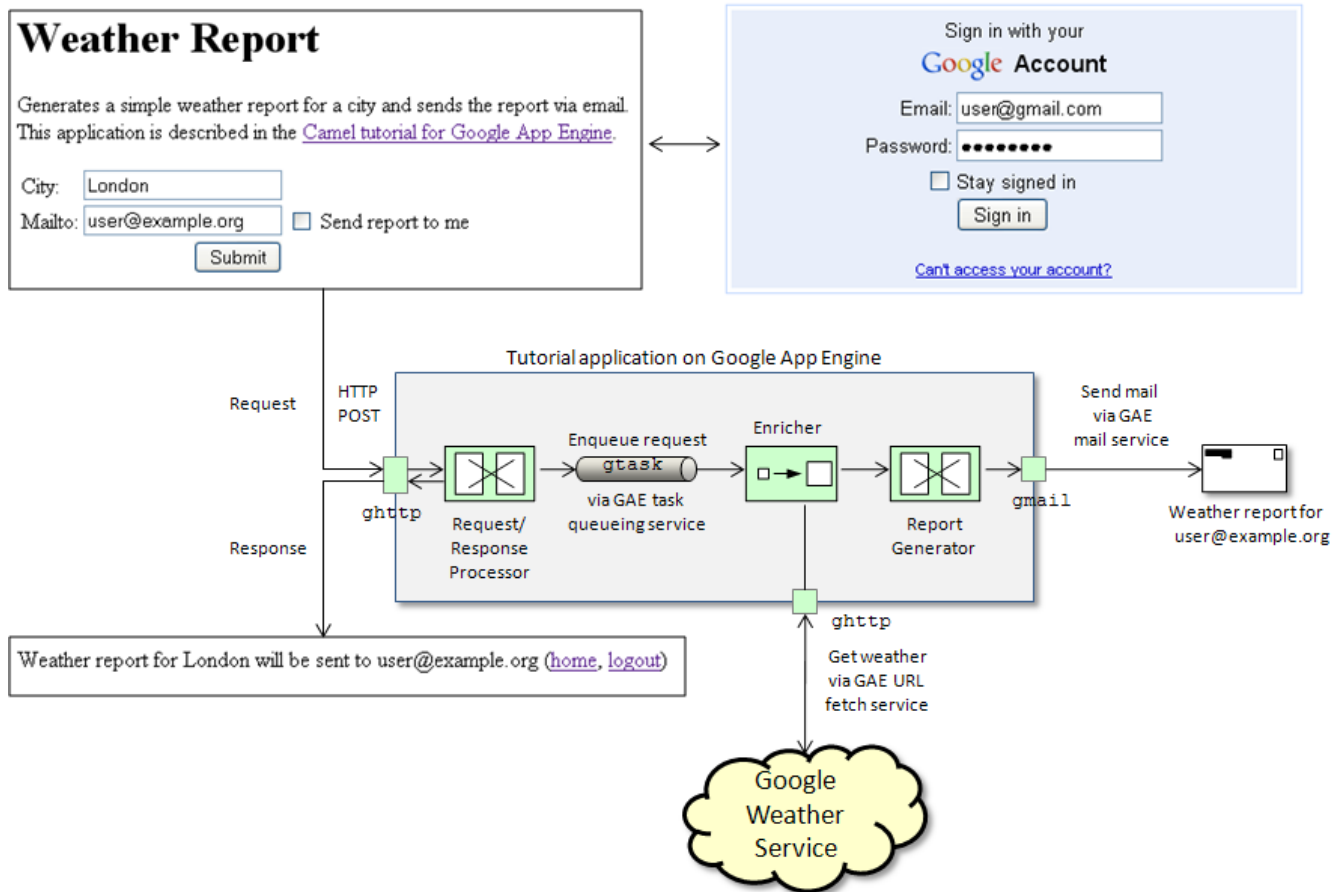 Weather Report
Generates a simple weather report for a city and sends the report via email.
This application is described in the Camel tutorial for Google App Engine.
City: London
Mailto: user@example.org Send report to me
Submit
Sign in with your
Google Account
Email: user@gmail.com
Password: ••••••••
Stay signed in
Sign in
Can't access your account?
Tutorial application on Google App Engine
Request
HTTP
POST
ghttp
Response
Request/
Response
Processor
Enqueue request
gtask
via GAE task
queueing service
Enricher
Report
Generator
gmail
Send mail
via GAE
mail service
Weather report for
user@example.org
ghttp
Get weather
via GAE URL
fetch service
Weather report for London will be sent to user@example.org (home, logout)
Google
Weather
Service